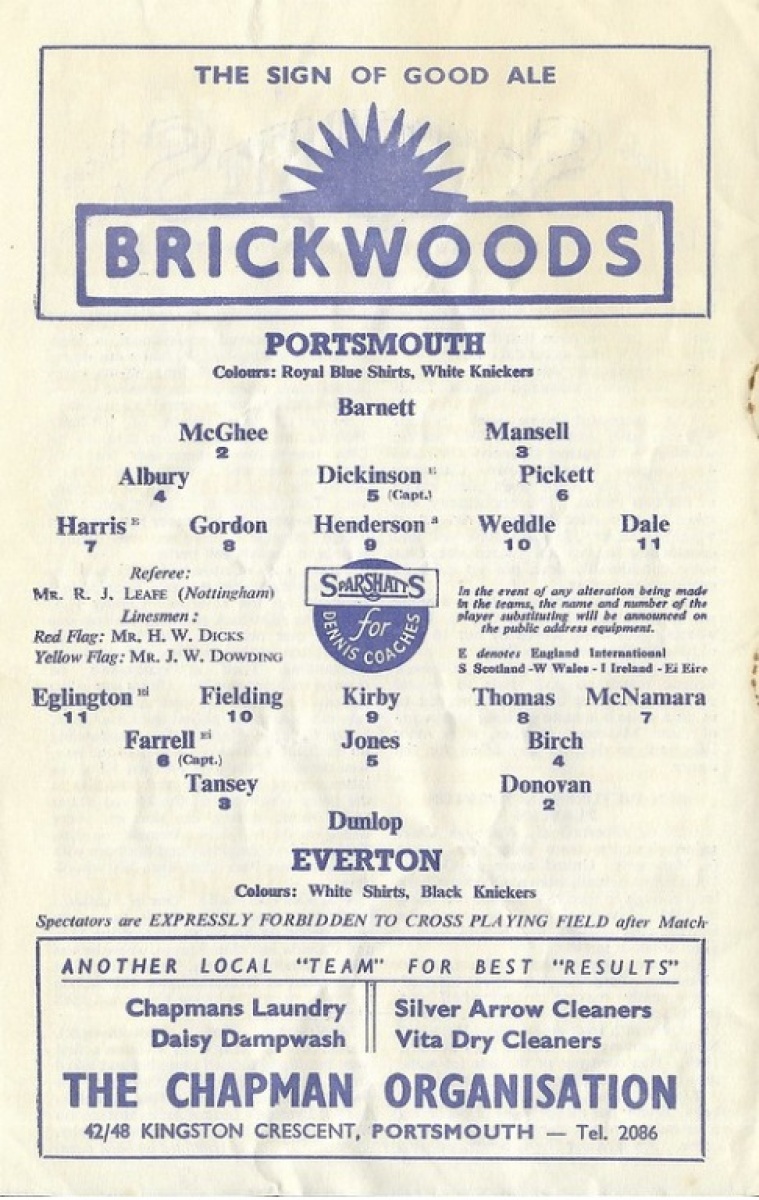 THE SIGN OF GOOD ALE
BRICKWOODS
PORTSMOUTH
Colours: Royal Blue Shirts, White Knickers
Barnett
McGhee Mansell
2 3
Albury Dickinson E Pickett
4 5 (Capt.) 6
Harris E Gordon Henderson s Weddle Dale
7 8 9 10 11
Referee:
MR. R. J. LEAFE (Nottingham)
Linesmen :
Red Flag: MR. H. W. DICKS
Yellow Flag: MR. J. W. DOWDING
SPARSHATTS
for
DENNIS COACHES
In the event of any alteration being made
in the teams, the name and number of the
player substituting will be announced on
the public address equipment.
E denotes England International
S Scotland -W Wales - I Ireland - Ei Eire
Eglington Ei Fielding Kirby Thomas McNamara
11 10 9 8 7
Farrell Ei Jones Birch
6 (Capt.) 5 4
Tansey Donovan
3 2
Dunlop
EVERTON
Colours: White Shirts, Black Knickers
Spectators are EXPRESSLY FORBIDDEN TO CROSS PLAYING FIELD after Match
ANOTHER LOCAL "TEAM" FOR BEST "RESULTS"
Chapmans Laundry Silver Arrow Cleaners
Daisy Dampwash Vita Dry Cleaners
THE CHAPMAN ORGANISATION
42/48 KINGSTON CRESCENT, PORTSMOUTH — Tel. 2086